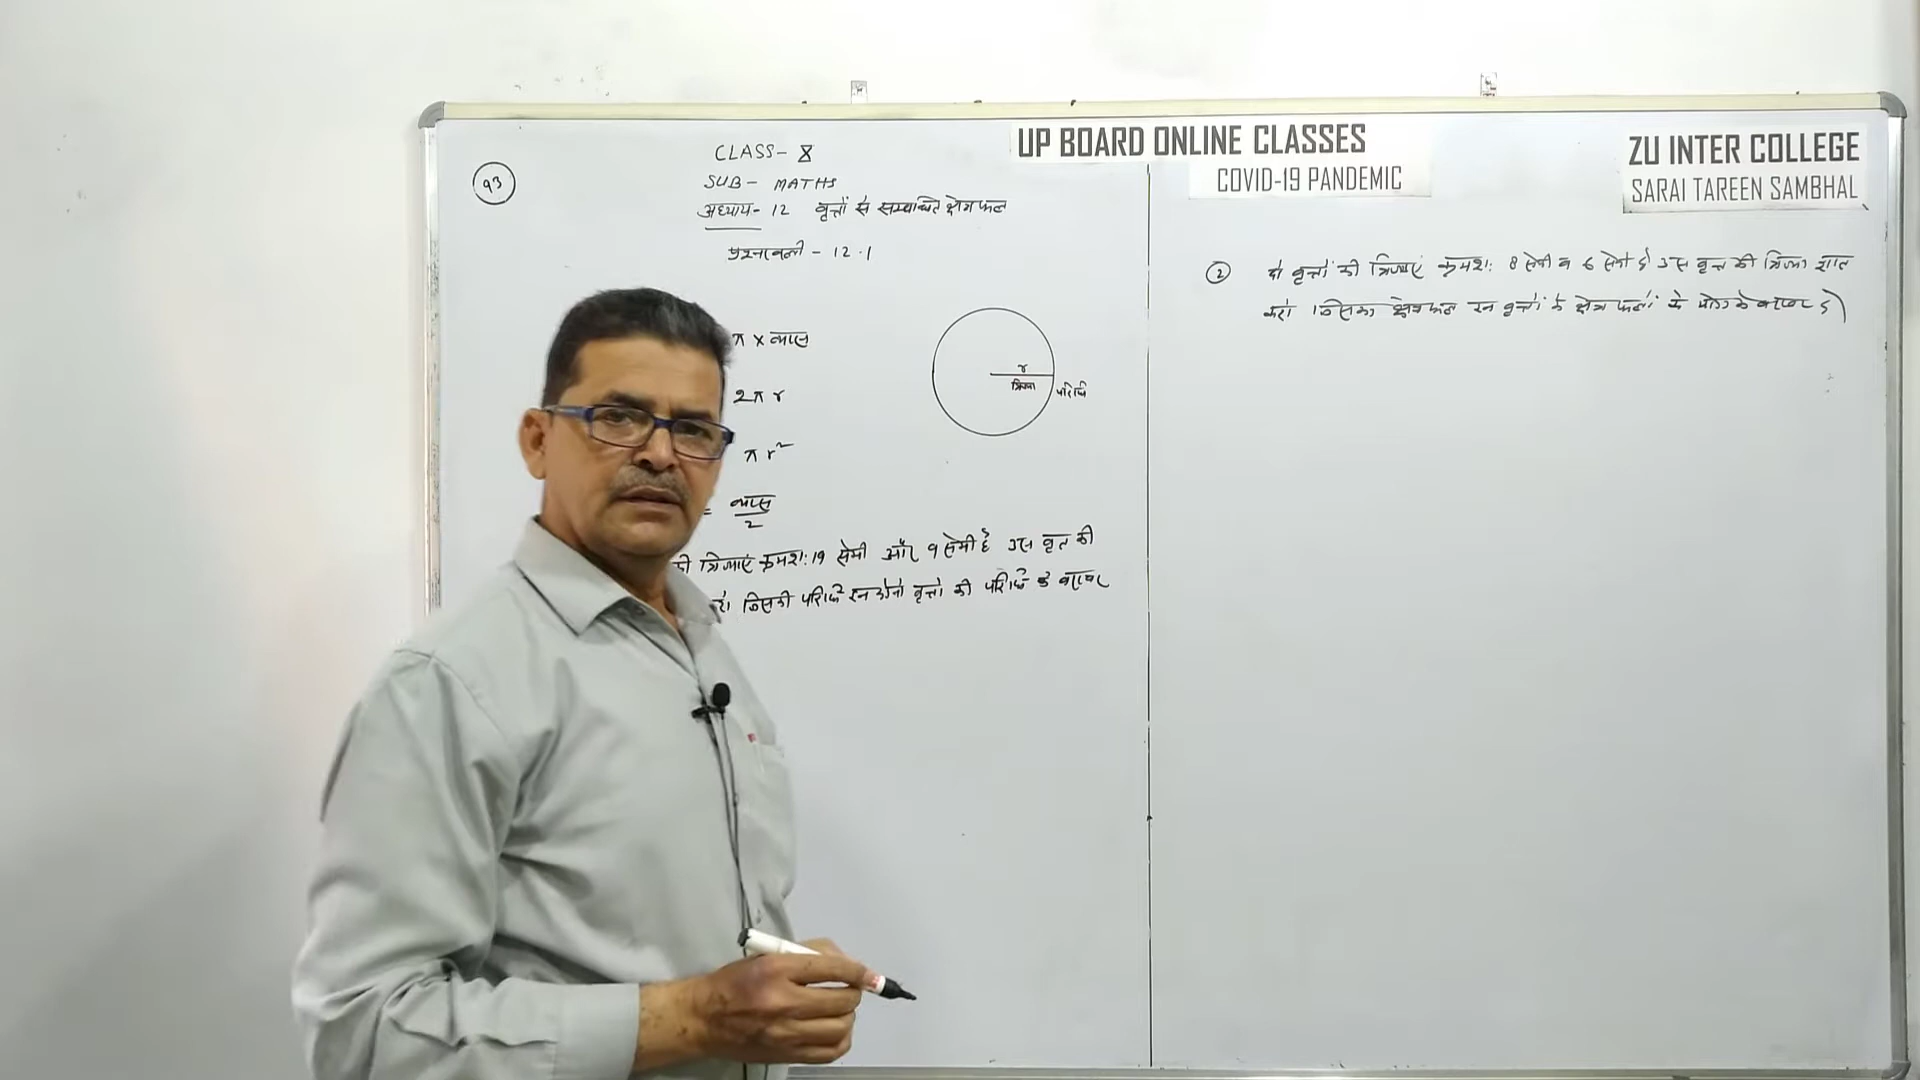 UP BOARD ONLINE CLASSES
COVID-19 PANDEMIC
ZU INTER COLLEGE
SARAI TAREEN SAMBHAL
93
CLASS- X
SUB- MATHS
अध्याय- 12 वृत्तों से सम्बन्धित क्षेत्रफल
प्रश्नावली - 12.1
π x व्यास
2π r
π r²
= व्यास/2
r
त्रिज्या
परिधि
की त्रिज्याएं क्रमश: 19 सेमी और 9 सेमी है उस वृत की
जिसकी परिधि इन दोनो वृत्तो की परिधि के बराबर
2 दो वृत्तों की त्रिज्याएं क्रमश: 8 सेमी व 6 सेमी है उस वृत्त की त्रिज्या ज्ञात
करो जिसका क्षेत्रफल इन वृत्तों के क्षेत्रफलों के योग के बराबर है)